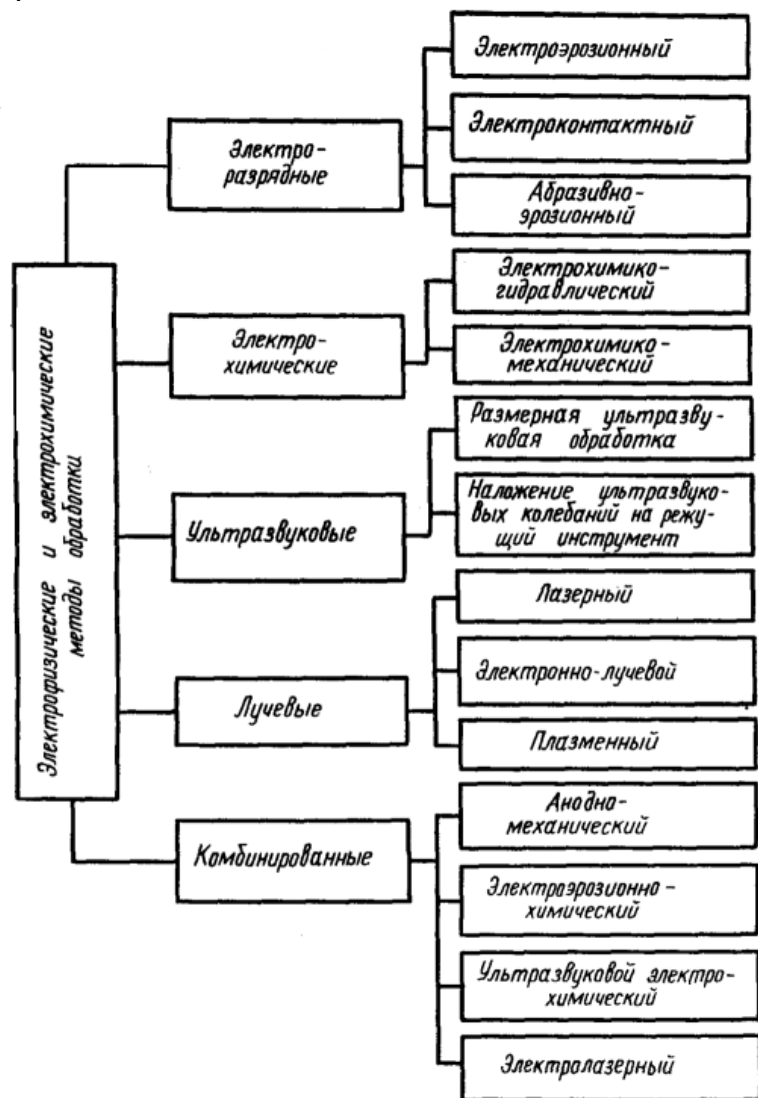 Электроэрозионный
Электроконтактный
Электро-
разрядные
Абразивно-
эрозионный
Электрохимико-
гидравлический
Электро-
химические
Электрохимико-
механический
Размерная ультразву-
ковая обработка
Ультразвуковые
Наложение ультразвуко-
вых колебаний на режу-
щий инструмент
Электрофизические и электрохимические
методы обработки
Лазерный
Электронно-лучевой
Лучевые
Плазменный
Анодно-
механический
Комбинированные
Электроэрозионно-
химический
Ультразвуковой электро-
химический
Электролазерный